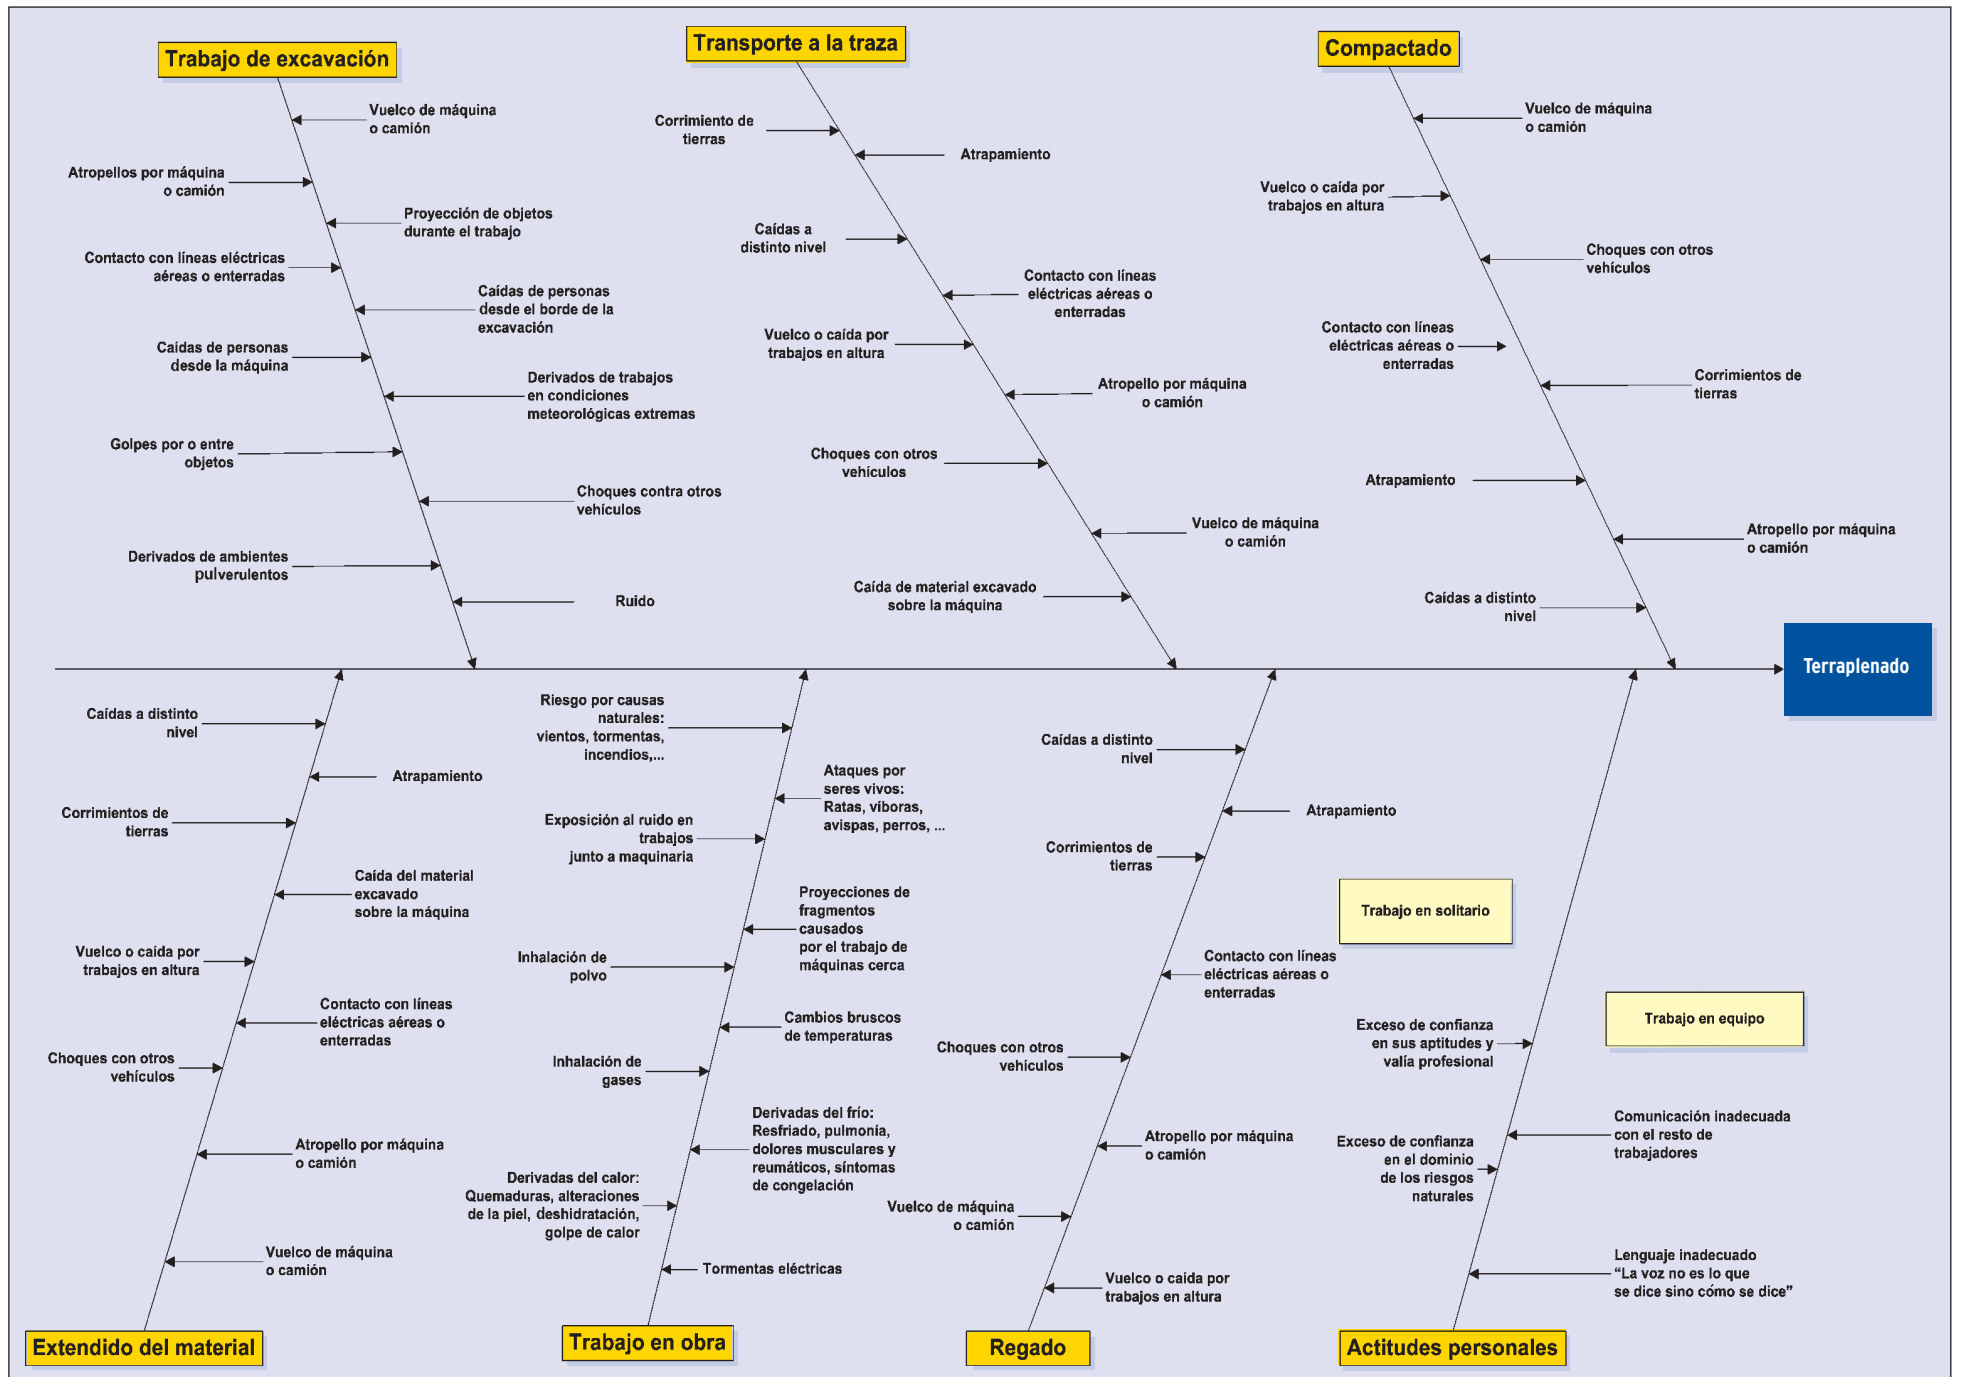 Trabajo de excavación
Vuelco de máquina
o camión
Atropellos por máquina
o camión
Proyección de objetos
durante el trabajo
Contacto con líneas eléctricas
aéreas o enterradas
Caídas de personas
desde el borde de la
excavación
Caídas de personas
desde la máquina
Derivados de trabajos
en condiciones
meteorológicas extremas
Golpes por o entre
objetos
Choques contra otros
vehículos
Derivados de ambientes
pulverulentos
Ruido
Transporte a la traza
Corrimiento de
tierras
Atrapamiento
Caídas a
distinto nivel
Contacto con líneas
eléctricas aéreas o
enterradas
Vuelco o caída por
trabajos en altura
Atropello por máquina
o camión
Choques con otros
vehículos
Vuelco de máquina
o camión
Caída de material excavado
sobre la máquina
Compactado
Vuelco de máquina
o camión
Vuelco o caída por
trabajos en altura
Choques con otros
vehículos
Contacto con líneas
eléctricas aéreas o
enterradas
Corrimientos de
tierras
Atrapamiento
Atropello por máquina
o camión
Caídas a distinto
nivel
Terraplenado
Caídas a distinto
nivel
Atrapamiento
Corrimientos de
tierras
Caída del material
excavado
sobre la máquina
Vuelco o caída por
trabajos en altura
Contacto con líneas
eléctricas aéreas o
enterradas
Choques con otros
vehículos
Atropello por máquina
o camión
Vuelco de máquina
o camión
Extendido del material
Riesgo por causas
naturales:
vientos, tormentas,
incendios,...
Ataques por
seres vivos:
Ratas, víboras,
avispas, perros, ...
Exposición al ruido en
trabajos
junto a maquinaria
Proyecciones de
fragmentos
causados
por el trabajo de
máquinas cerca
Inhalación de
polvo
Cambios bruscos
de temperaturas
Inhalación de
gases
Derivadas del frío:
Resfriado, pulmonía,
dolores musculares y
reumáticos, síntomas
de congelación
Derivadas del calor:
Quemaduras, alteraciones
de la piel, deshidratación,
golpe de calor
Tormentas eléctricas
Trabajo en obra
Caídas a distinto
nivel
Atrapamiento
Corrimientos de
tierras
Contacto con líneas
eléctricas aéreas o
enterradas
Choques con otros
vehículos
Atropello por máquina
o camión
Vuelco de máquina
o camión
Vuelco o caída por
trabajos en altura
Regado
Trabajo en solitario
Trabajo en equipo
Exceso de confianza
en sus aptitudes y
valía profesional
Comunicación inadecuada
con el resto de
trabajadores
Exceso de confianza
en el dominio
de los riesgos
naturales
Lenguaje inadecuado
“La voz no es lo que
se dice sino cómo se dice”
Actitudes personales